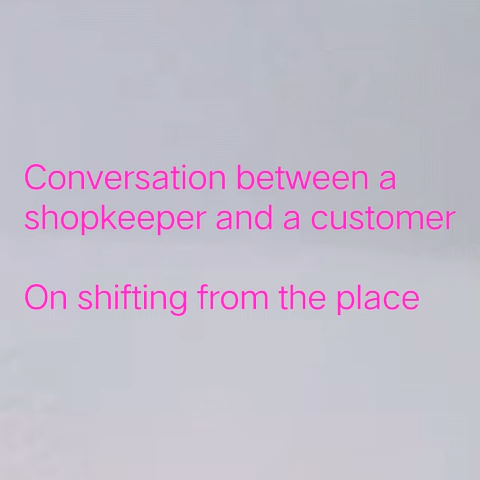 Conversation between a
shopkeeper and a customer
On shifting from the place